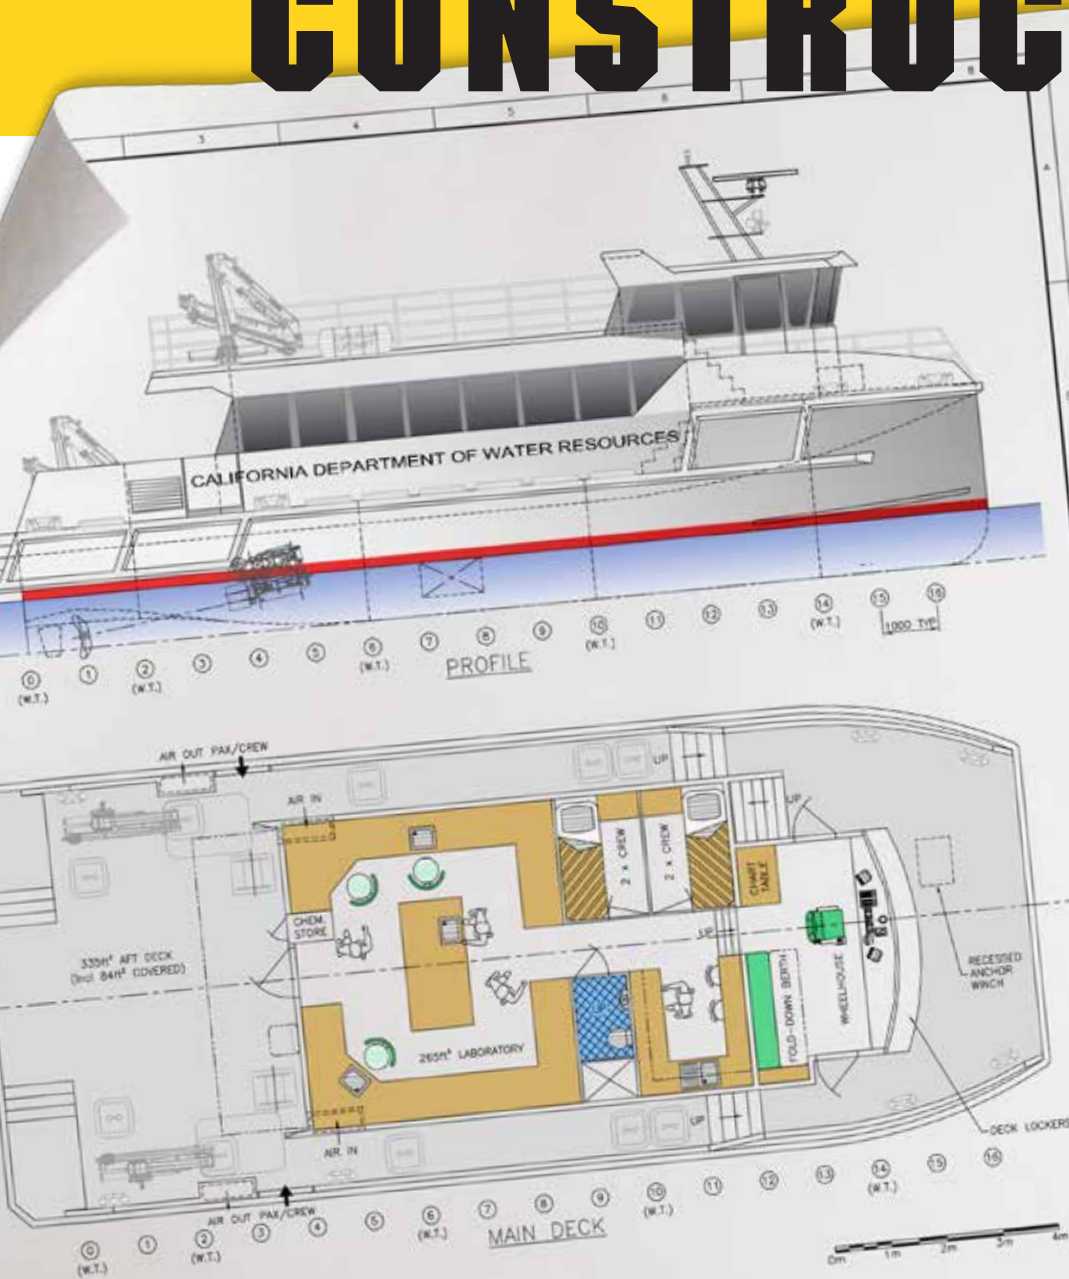 CONSTRUC
3
4
5
6
8
A
CALIFORNIA DEPARTMENT OF WATER RESOURCES
0 1 2 3 4 5 6 7 8 9 10 11 12 13 14 15 16
(W.T.) (W.T.) (W.T.) (W.T.) (W.T.)
1000 TYP
PROFILE
AIR OUT PAX/CREW
AIR IN
UP
UP
2 x CREW
2 x CREW
CHART
TABLE
CHEM.
STORE
UP
335ft² AFT DECK
(Incl 84ft² COVERED)
265ft² LABORATORY
FOLD-DOWN BERTH
WHEELHOUSE
RECESSED
ANCHOR
WINCH
UP
DECK LOCKERS
AIR IN
AIR OUT PAX/CREW
0 1 2 3 4 5 6 7 8 9 10 11 12 13 14 15 16
(W.T.) (W.T.) (W.T.) (W.T.) (W.T.)
MAIN DECK
0m 1m 2m 3m 4m